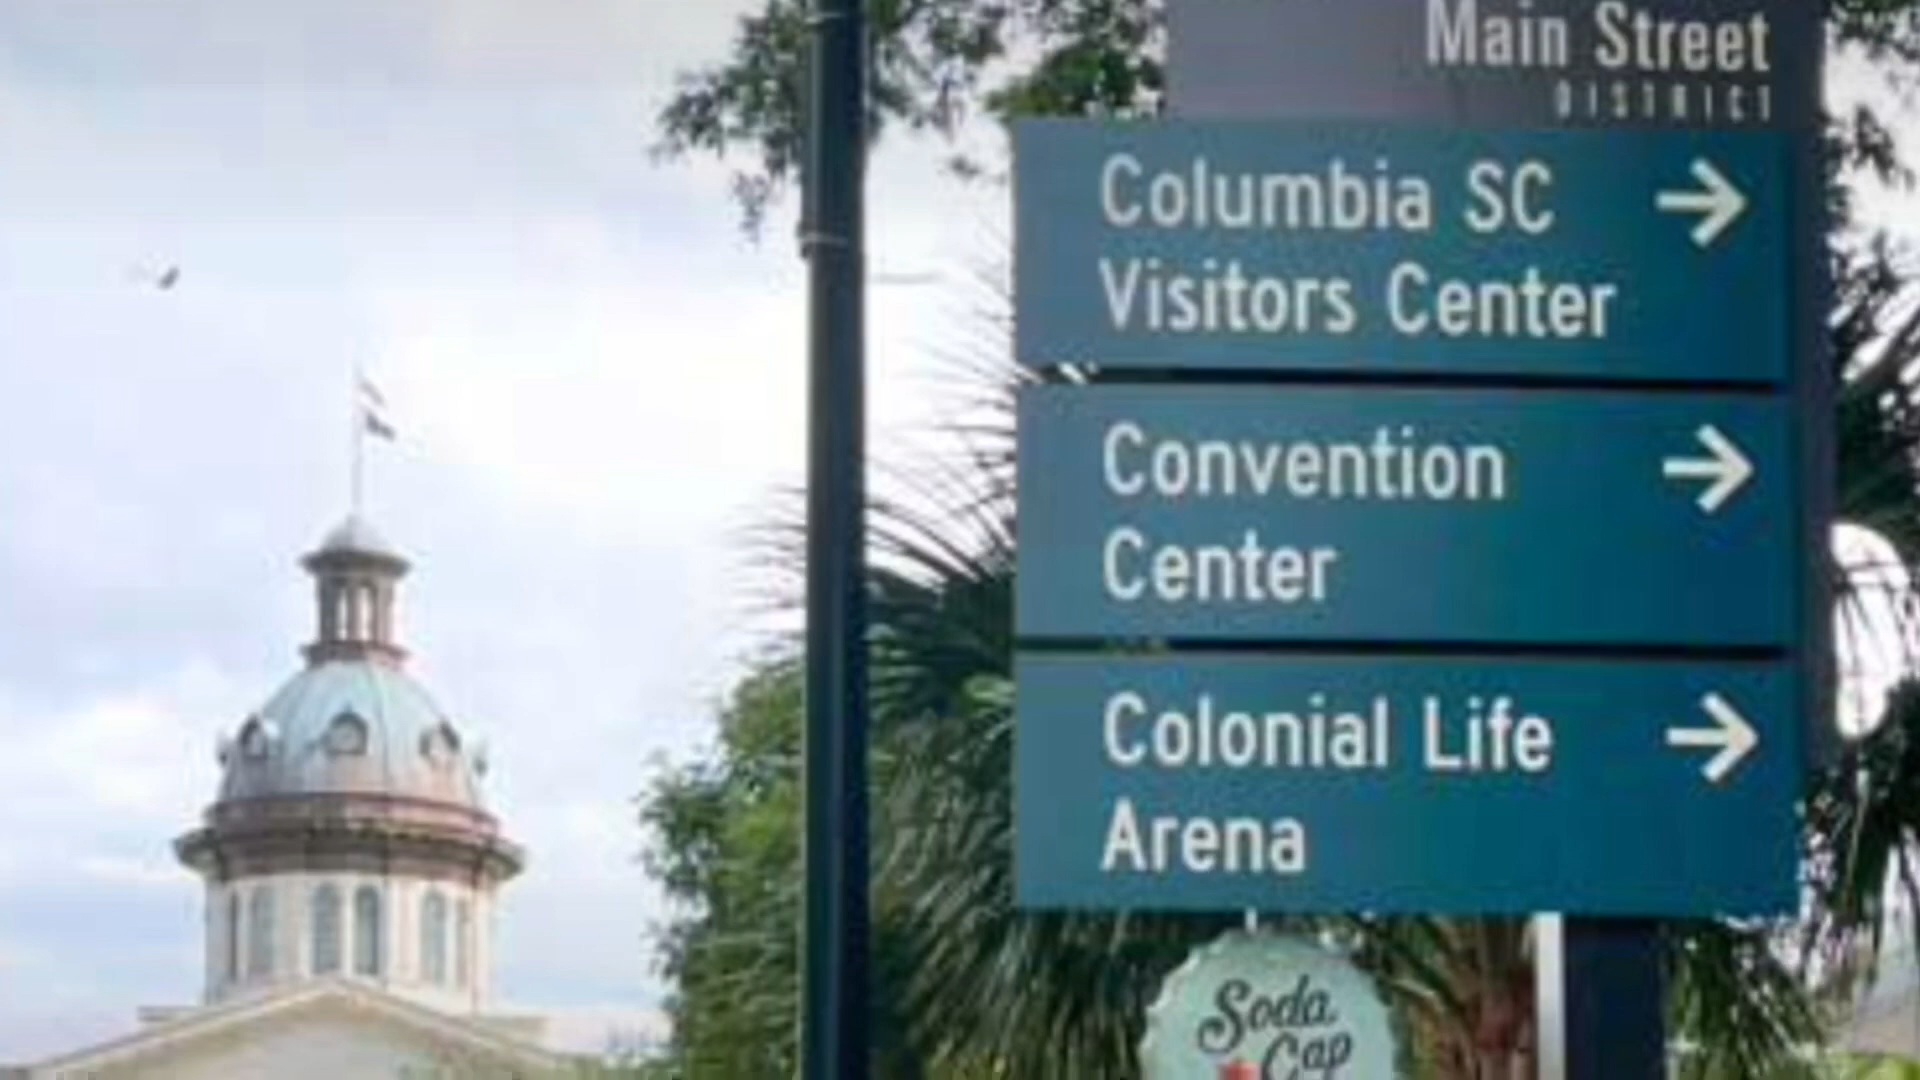 Main Street
DISTRICT
Columbia SC
Visitors Center
Convention
Center
Colonial Life
Arena
Soda
Cap